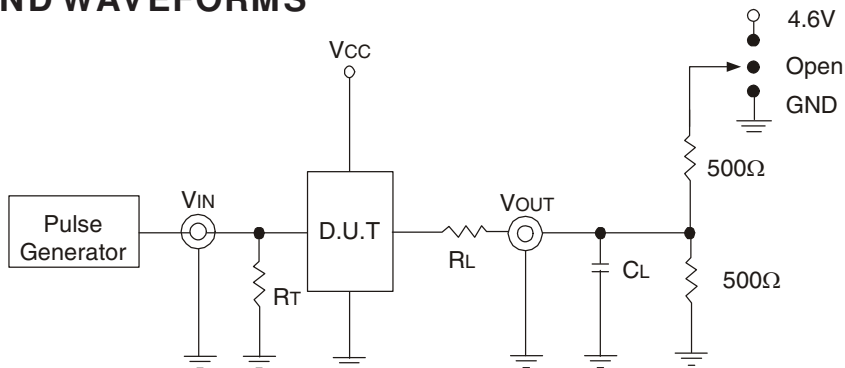 ND WAVEFORMS
4.6V
Open
GND
VCC
500Ω
VIN
VOUT
Pulse
Generator
D.U.T
RL
CL
RT
500Ω